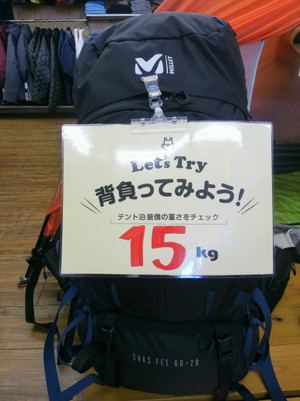 MILLET
Let's Try
背負ってみよう!
テント泊装備の重さをチェック
15kg
SAAS FEE 60-20